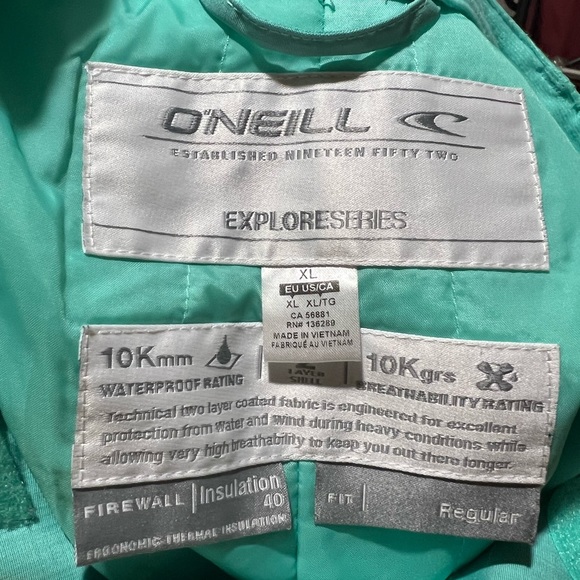 O'NEILL
ESTABLISHED NINETEEN FIFTY TWO
EXPLORESERIES
XL
EU US/CA
XL XL/TG
CA 56881
RN# 136289
MADE IN VIETNAM
FABRIQUÉ AU VIETNAM
10Kmm
WATERPROOF RATING
2
LAYER
SHELL
10Kgrs
BREATHABILITY RATING
Technical two layer coated fabric is engineered for excellent
protection from water and wind during heavy conditions while
allowing very high breathability to keep you out there longer.
FIREWALL | Insulation
40
ERGONOMIC THERMAL INSULATION
FIT | Regular